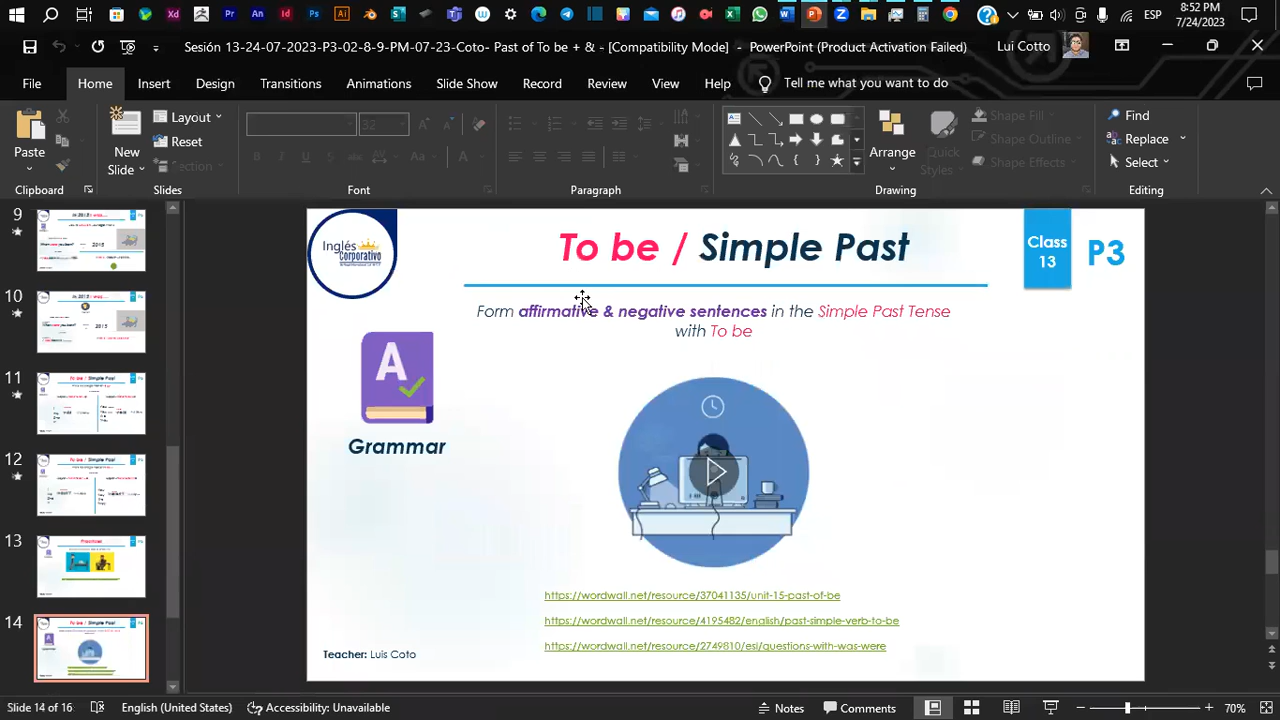 8:52 PM
ESP
7/24/2023
Sesión 13-24-07-2023-P3-02-8-10 PM-07-23-Coto- Past of To be + & - [Compatibility Mode] - PowerPoint (Product Activation Failed)
Lui Cotto
File Home Insert Design Transitions Animations Slide Show Record Review View Help Tell me what you want to do
Paste
New Slide
Layout
Reset
Section
32
Arrange
Quick Styles
Shape Fill
Shape Outline
Shape Effects
Find
Replace
Select
Clipboard Slides Font Paragraph Drawing Editing
9
10
11
12
13
14
Inglés
Corporativo
To be / Simple Past
Class
13
P3
Form affirmative & negative sentences in the Simple Past Tense
with To be
A
Grammar
https://wordwall.net/resource/37041135/unit-15-past-of-be
https://wordwall.net/resource/4195482/english/past-simple-verb-to-be
https://wordwall.net/resource/2749810/esl/questions-with-was-were
Teacher: Luis Coto
Slide 14 of 16 English (United States) Accessibility: Unavailable Notes Comments 70%